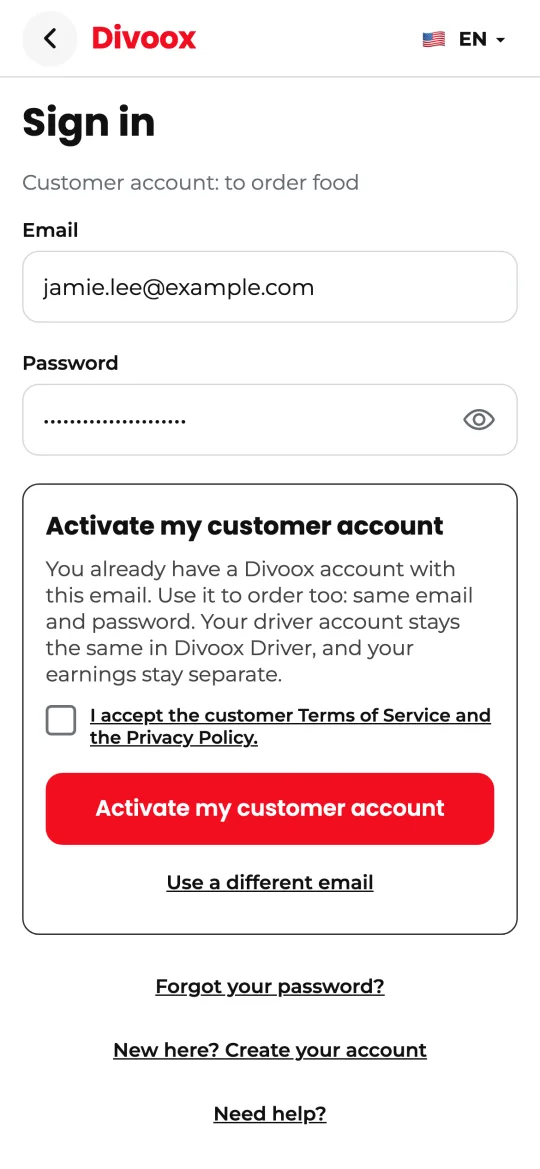 Divoox
EN
Sign in
Customer account: to order food
Email
jamie.lee@example.com
Password
••••••••••••••••••••••
Activate my customer account
You already have a Divoox account with
this email. Use it to order too: same email
and password. Your driver account stays
the same in Divoox Driver, and your
earnings stay separate.
I accept the customer Terms of Service and
the Privacy Policy.
Activate my customer account
Use a different email
Forgot your password?
New here? Create your account
Need help?